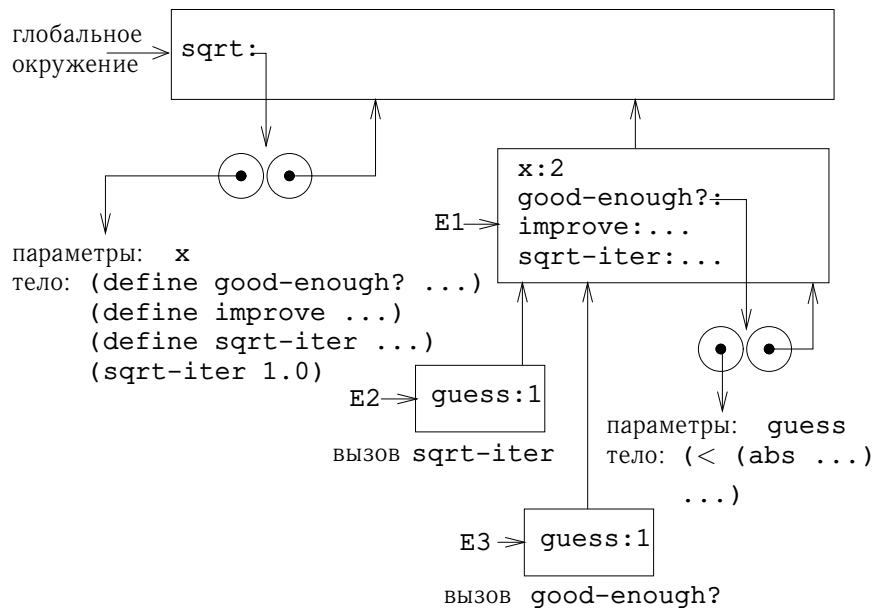 глобальное
окружение
sqrt:
x:2
good-enough?:
E1
improve:...
sqrt-iter:...
параметры: x
тело: (define good-enough? ...)
(define improve ...)
(define sqrt-iter ...)
(sqrt-iter 1.0)
E2
guess:1
вызов sqrt-iter
параметры: guess
тело: (< (abs ...)
...)
E3
guess:1
вызов good-enough?